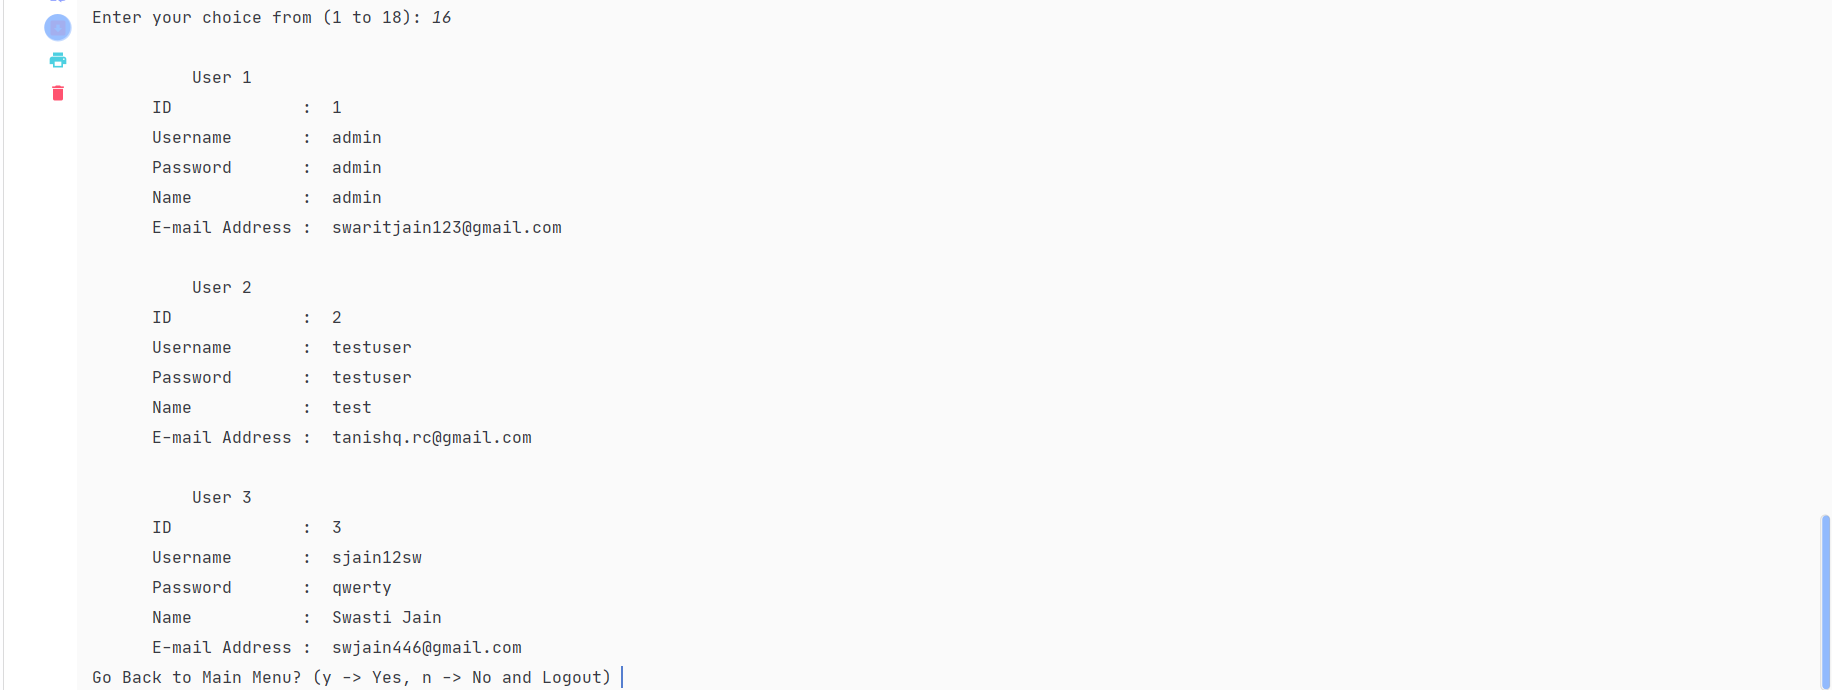 Enter your choice from (1 to 18): 16
User 1
ID : 1
Username : admin
Password : admin
Name : admin
E-mail Address : swaritjain123@gmail.com
User 2
ID : 2
Username : testuser
Password : testuser
Name : test
E-mail Address : tanishq.rc@gmail.com
User 3
ID : 3
Username : sjain12sw
Password : qwerty
Name : Swasti Jain
E-mail Address : swjain446@gmail.com
Go Back to Main Menu? (y -> Yes, n -> No and Logout)